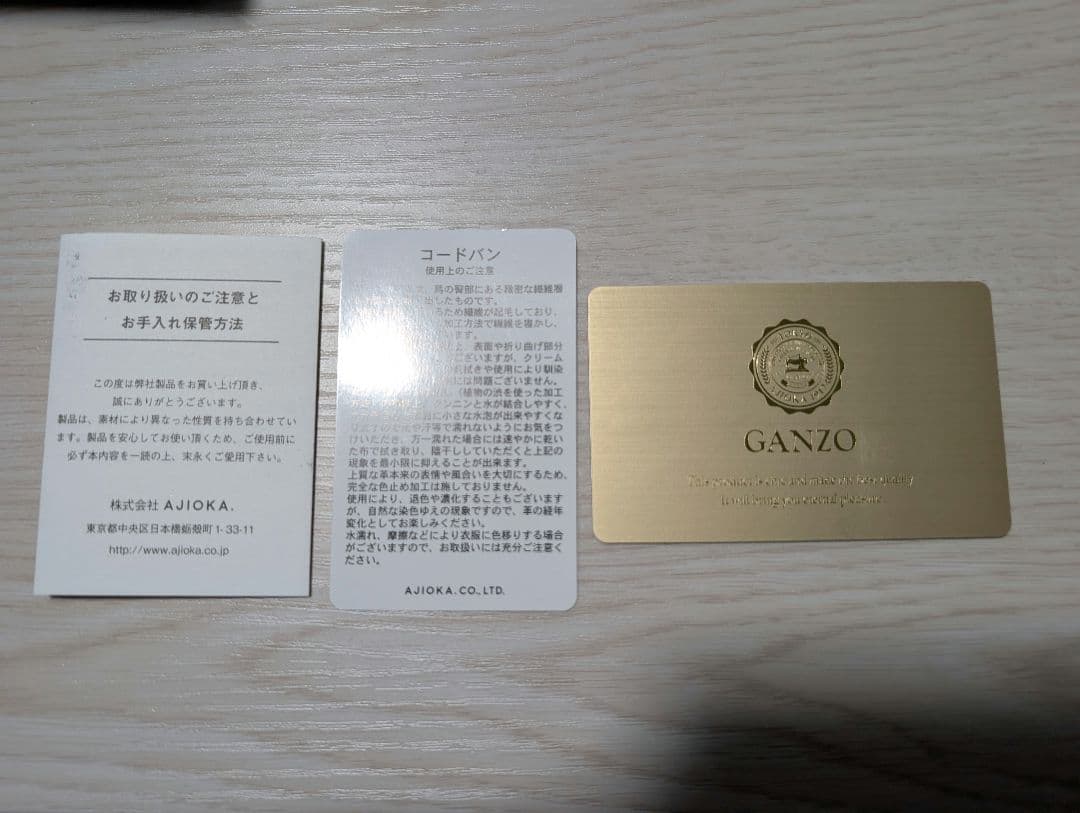 お取り扱いのご注意と
お手入れ保管方法
この度は弊社製品をお買い上げ頂き、
誠にありがとうございます。
製品は、素材により異なった性質を持ち合わせてい
ます。製品を安心してお使い頂くため、ご使用前に
必ず本内容を一読の上、末永くご愛用下さい。
株式会社 AJIOKA.
東京都中央区日本橋蛎殻町1-33-11
http://www.ajioka.co.jp
コードバン
使用上のご注意
馬の臀部にある緻密な繊維層
出したものです。
るため繊維が起毛しており、
加工方法で繊維を寝かし、
ます。
表面や折り曲げ部分
ございますが、クリーム
拭きや使用により馴染
には問題ございません。
(植物の渋を使った加工
タンニンと水が結合しやすく、
に小さな水泡が出来やすくな
汗等で濡れないようにお気をつ
けいただき、万一濡れた場合には速やかに乾い
た布で拭き取り、陰干ししていただくと上記の
現象を最小限に抑えることが出来ます。
上質な革本来の表情や風合いを大切にするため、
完全な色止め加工は施しておりません。
使用により、退色や濃化することもございます
が、自然な染色ゆえの現象ですので、革の経年
変化としてお楽しみください。
水濡れ、摩擦などにより衣服に色移りする場合
がございますので、お取扱いには充分ご注意く
ださい。
AJIOKA.CO.,LTD.
GANZO
This product is one and made the best quality
It will bring you eternal pleasure